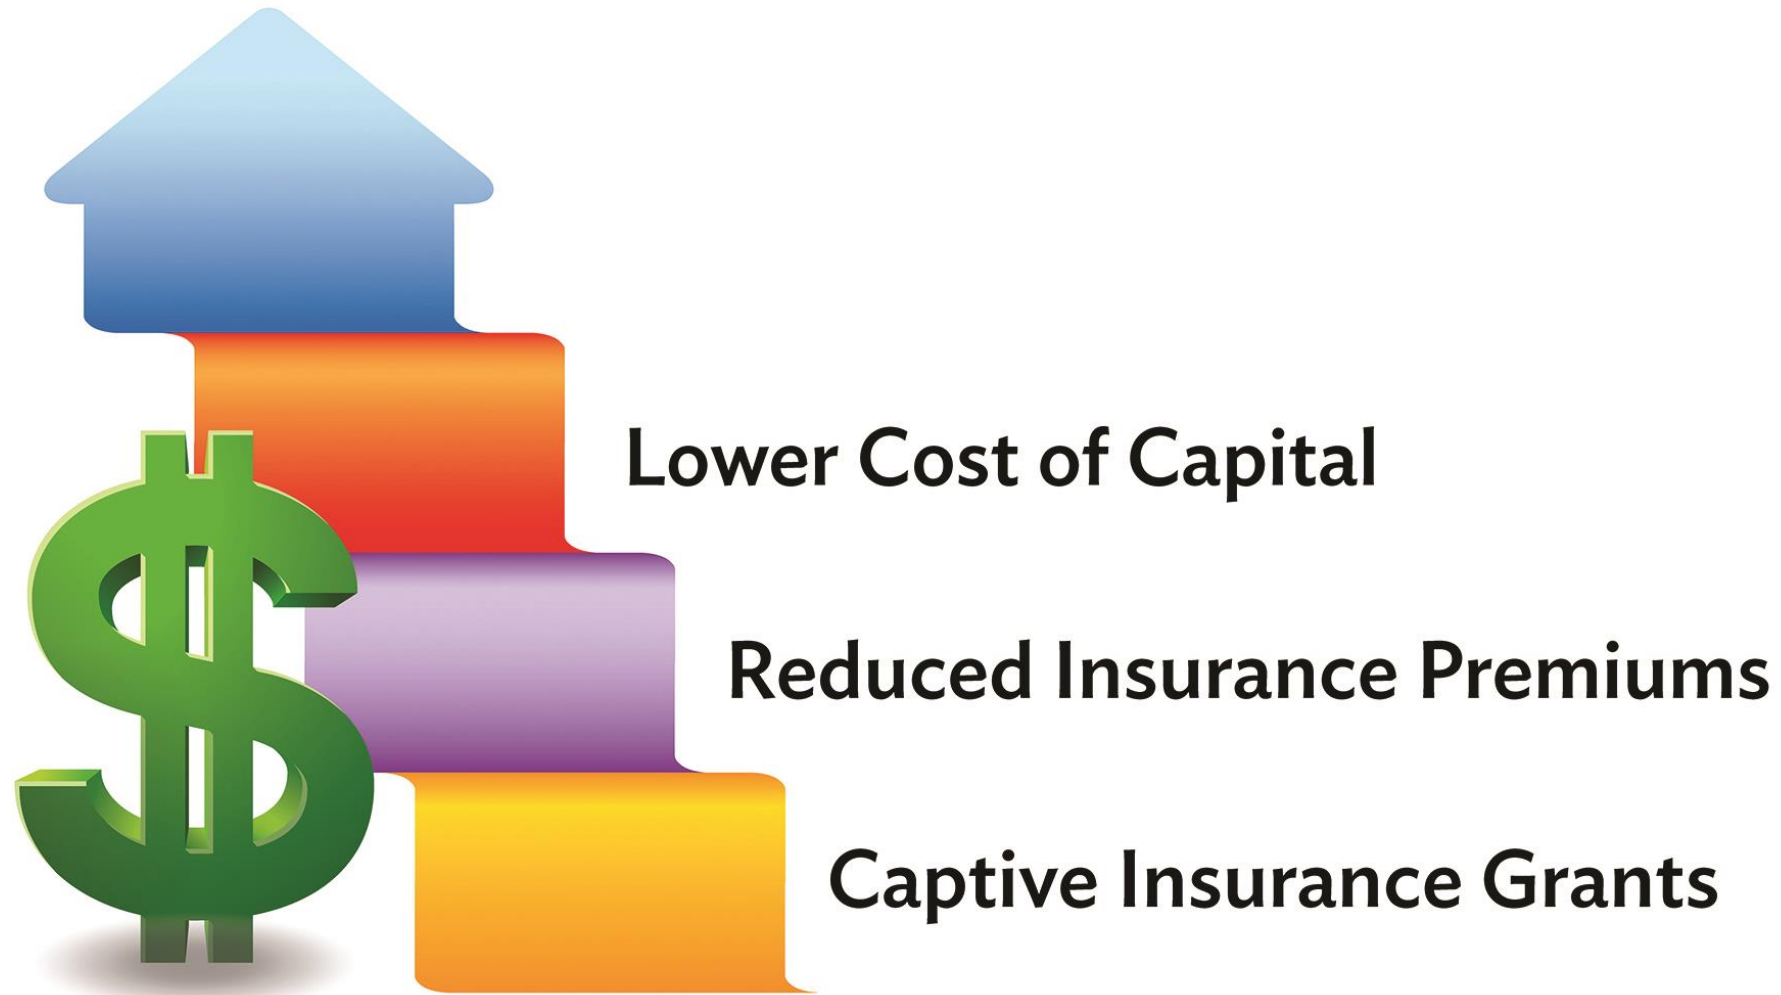 Lower Cost of Capital
Reduced Insurance Premiums
Captive Insurance Grants